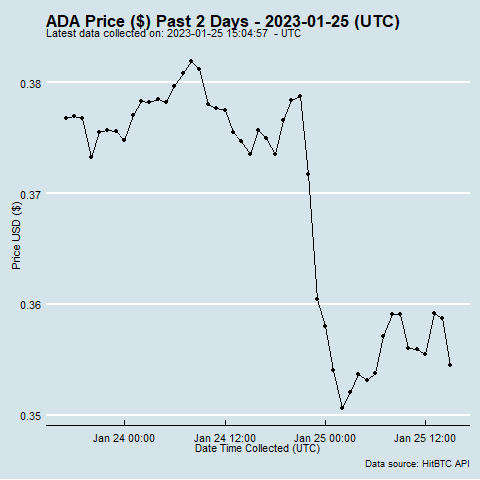 ADA Price ($) Past 2 Days - 2023-01-25 (UTC)
Latest data collected on: 2023-01-25 15:04:57 - UTC
0.38
0.37
0.36
0.35
Price USD ($)
Jan 24 00:00 Jan 24 12:00 Jan 25 00:00 Jan 25 12:00
Date Time Collected (UTC)
Data source: HitBTC API